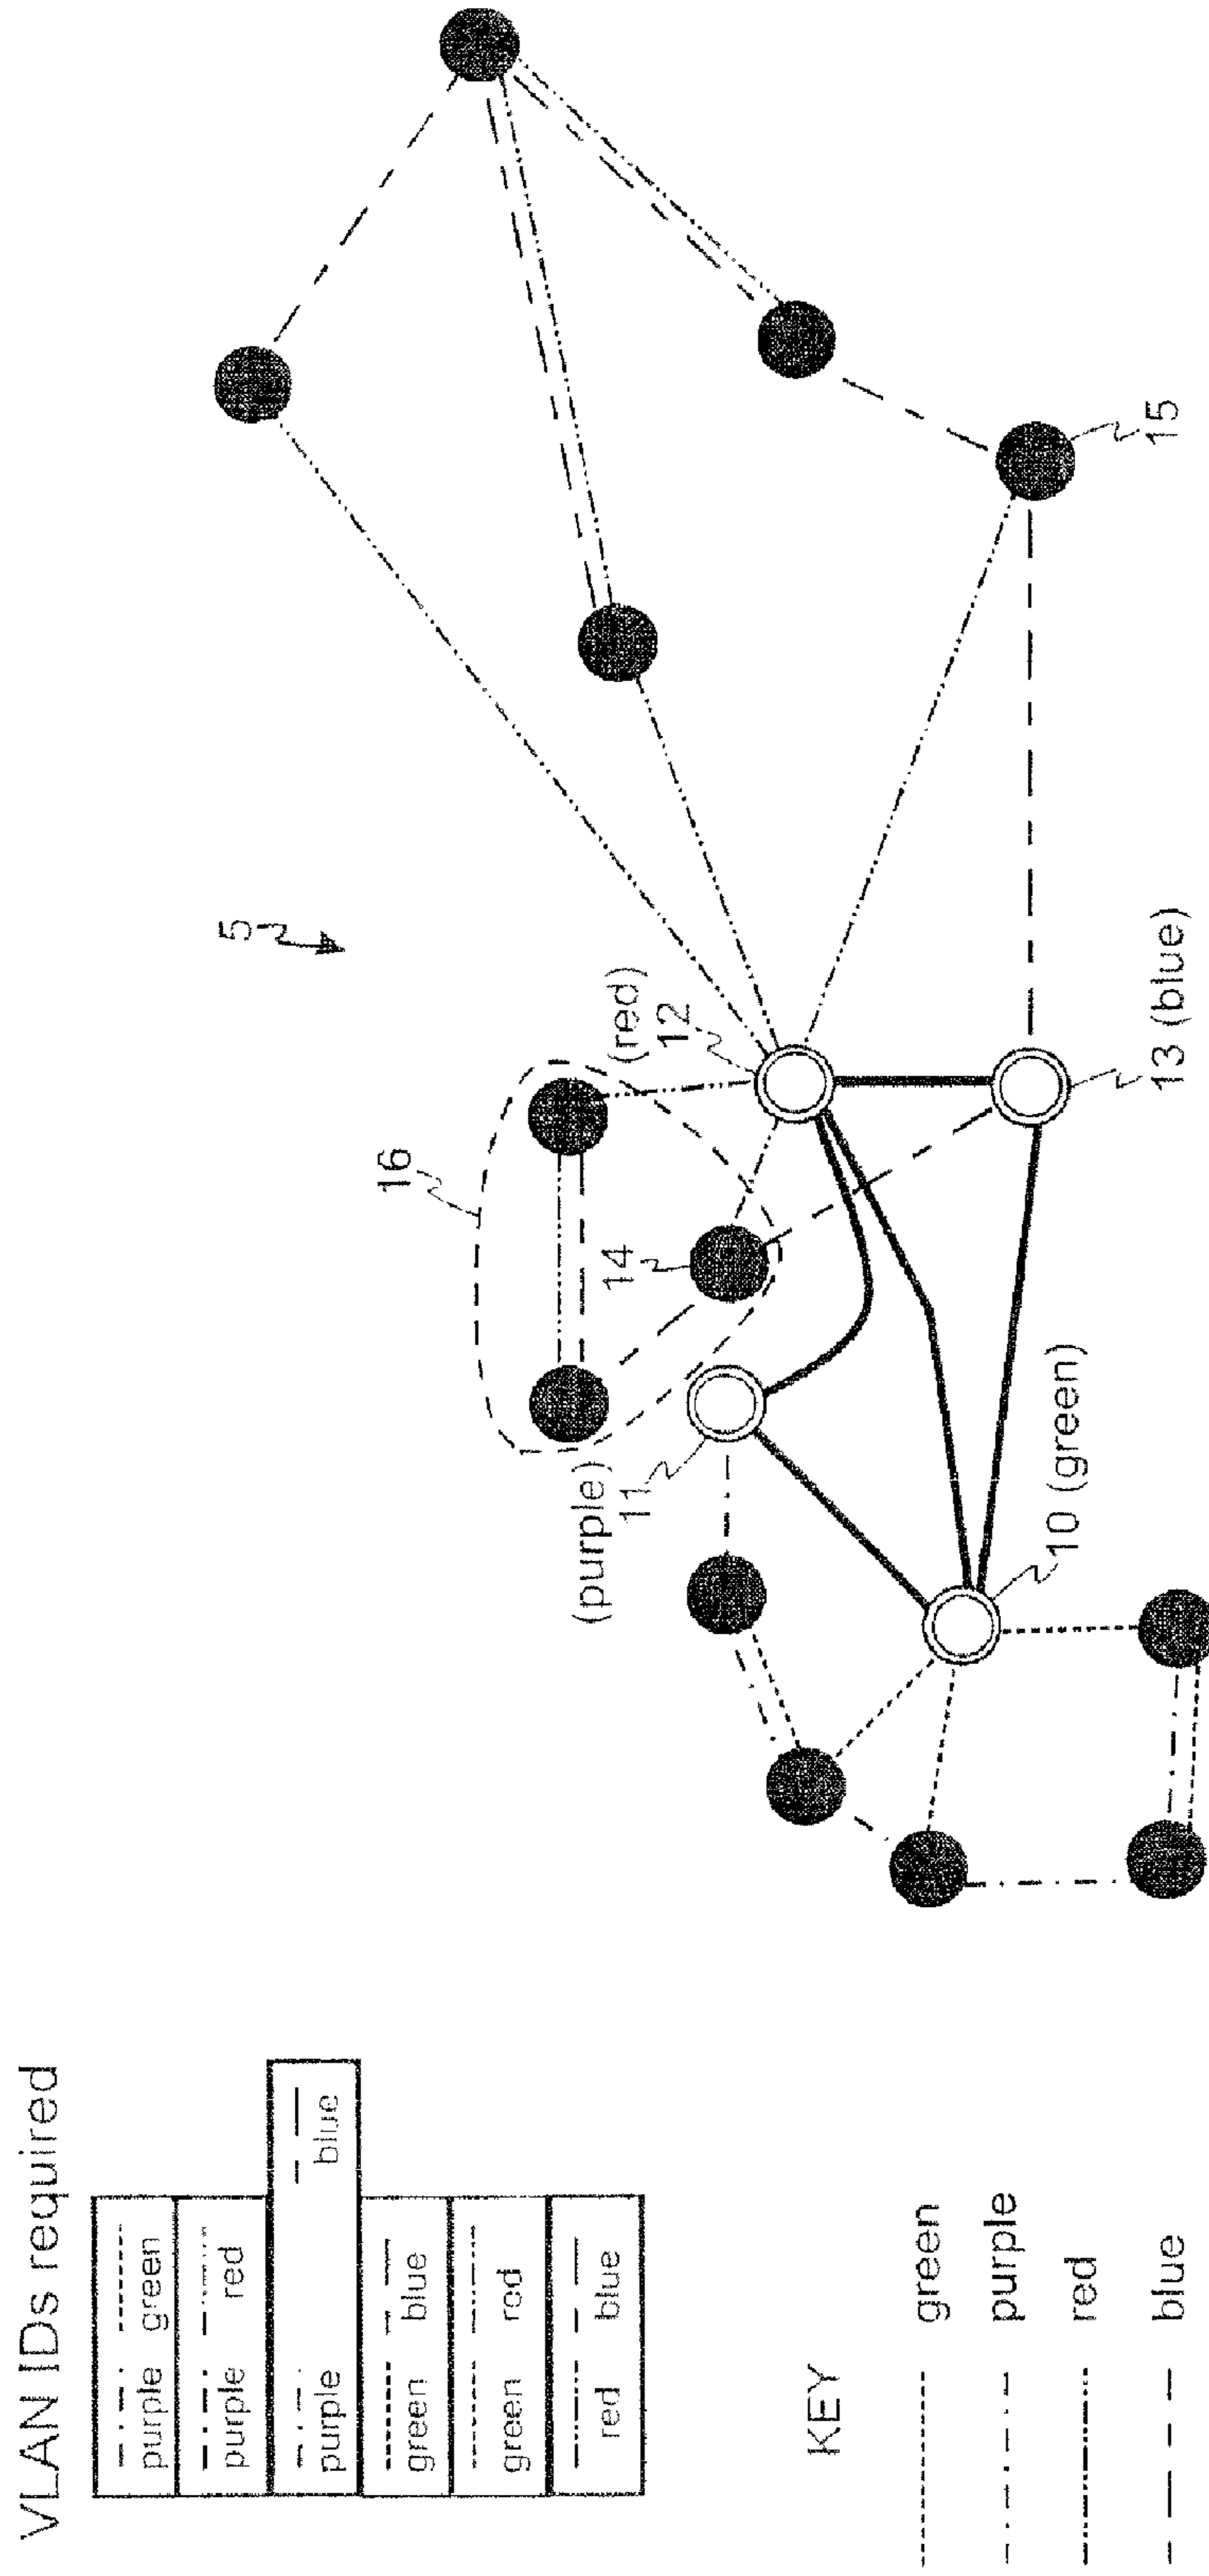 VLAN IDs required
purple green
purple red
purple blue
green blue
green red
red blue
KEY
green
purple
red
blue
5
16
(red)
12
14
(purple)
11
10 (green)
13 (blue)
15